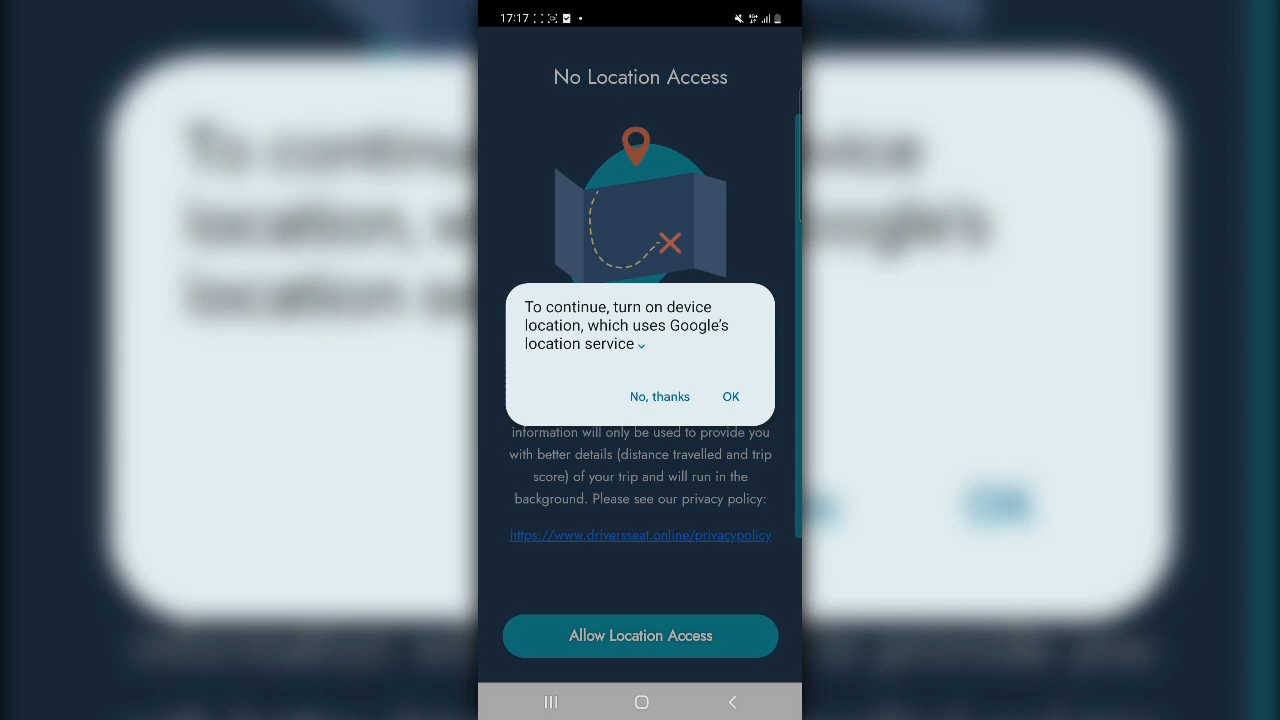 17:17
No Location Access
To continue, turn on device
location, which uses Google's
location service
No, thanks OK
information will only be used to provide you
with better details (distance travelled and trip
score) of your trip and will run in the
background. Please see our privacy policy:
https://www.driversseat.online/privacypolicy
Allow Location Access